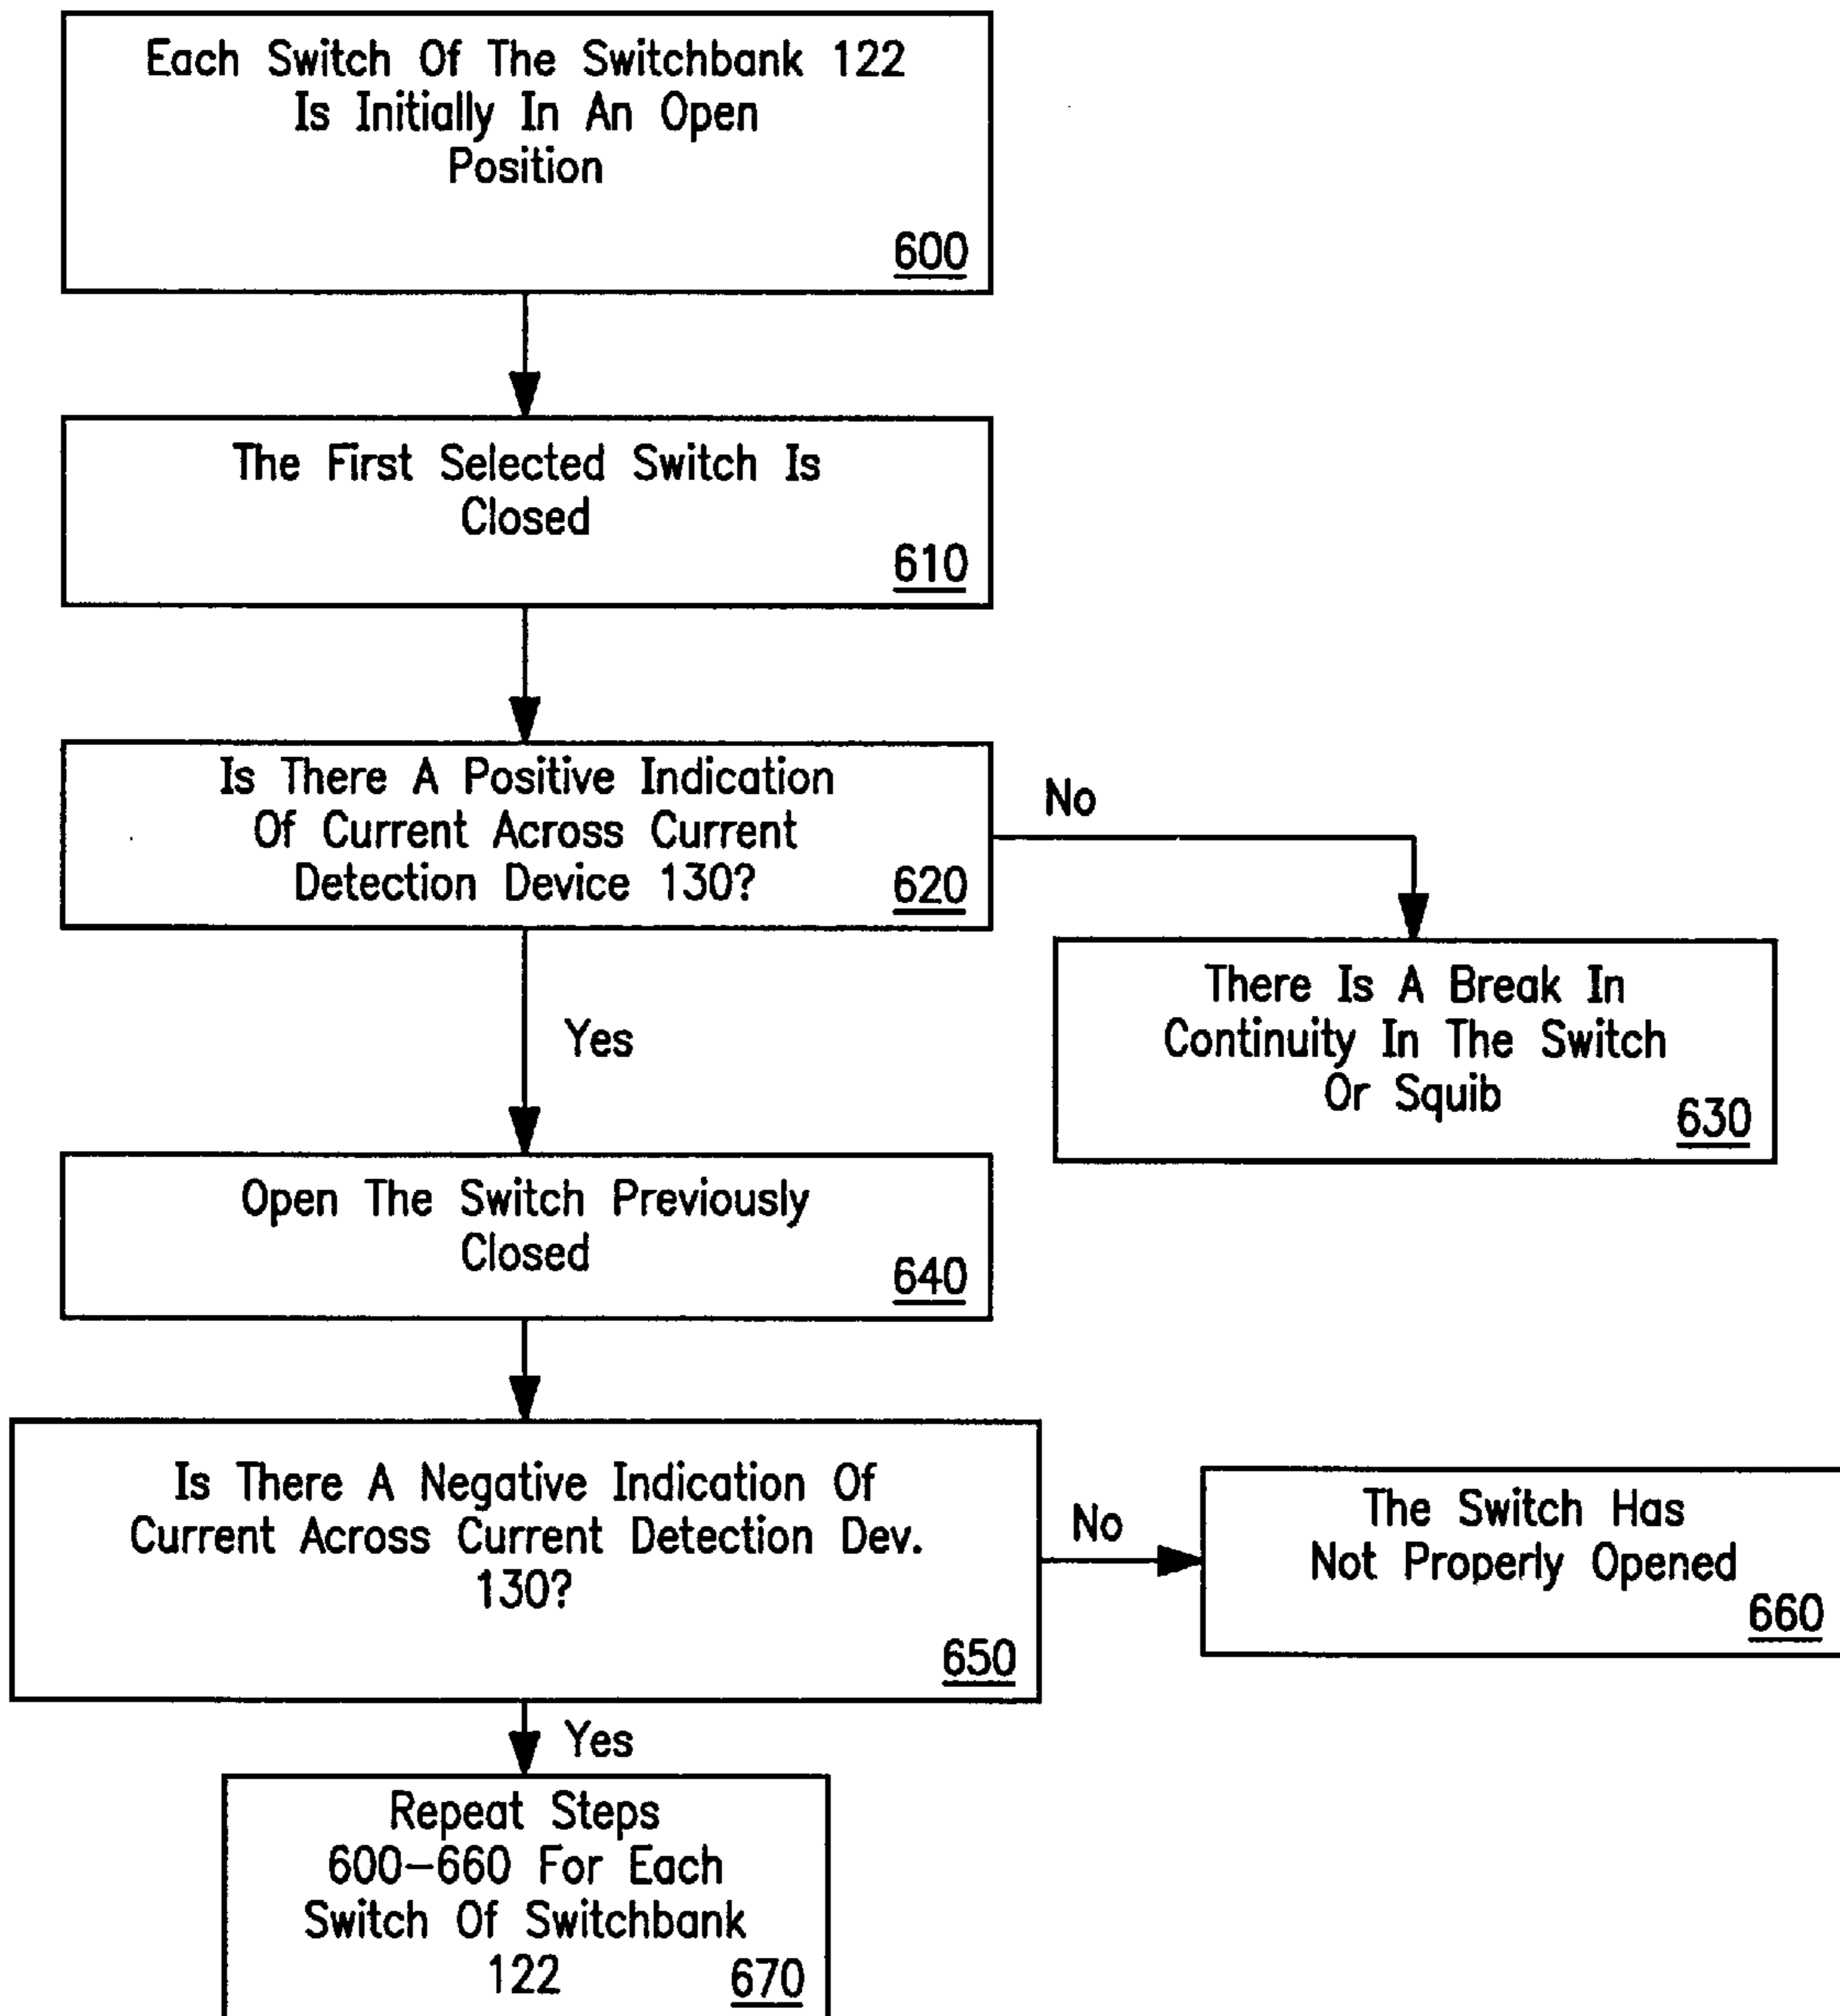 Each Switch Of The Switchbank 122
Is Initially In An Open
Position
600
The First Selected Switch Is
Closed
610
Is There A Positive Indication
Of Current Across Current
Detection Device 130?
620
No
There Is A Break In
Continuity In The Switch
Or Squib
630
Yes
Open The Switch Previously
Closed
640
Is There A Negative Indication Of
Current Across Current Detection Dev.
130?
650
No
The Switch Has
Not Properly Opened
660
Yes
Repeat Steps
600-660 For Each
Switch Of Switchbank
122
670